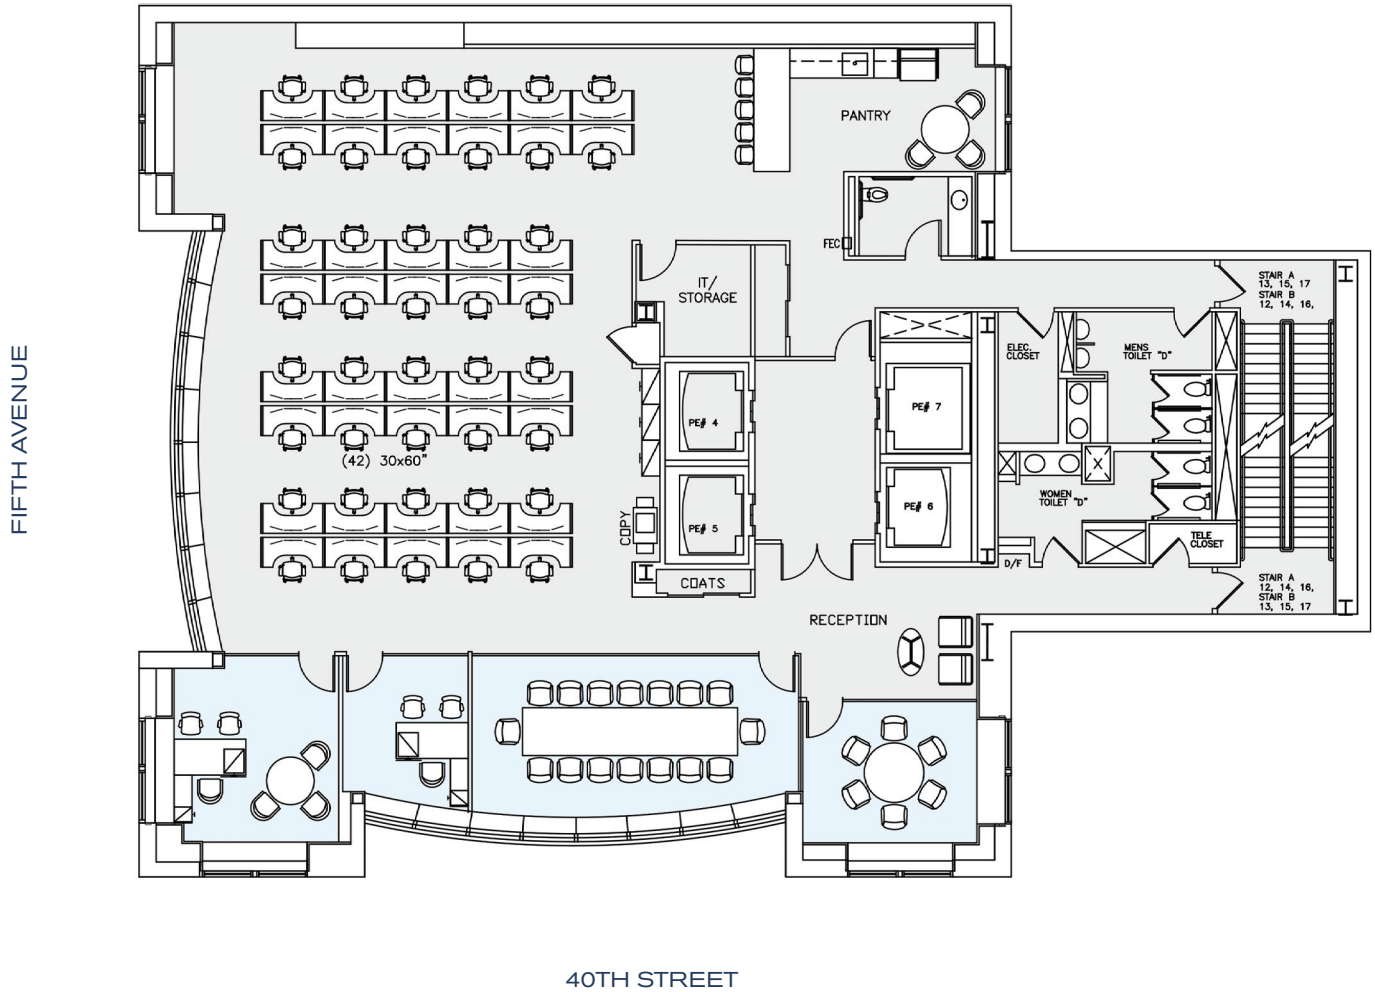 PANTRY
FEC
IT/
STORAGE
STAIR A
13, 15, 17
STAIR B
12, 14, 16,
ELEC.
CLOSET
MENS
TOILET "D"
PE# 4
PE# 7
(42) 30x60"
X
WOMEN
TOILET "D"
PE# 5
PE# 6
COPY
TELE
CLOSET
D/F
COATS
STAIR A
12, 14, 16,
STAIR B
13, 15, 17
RECEPTION
FIFTH AVENUE
40TH STREET